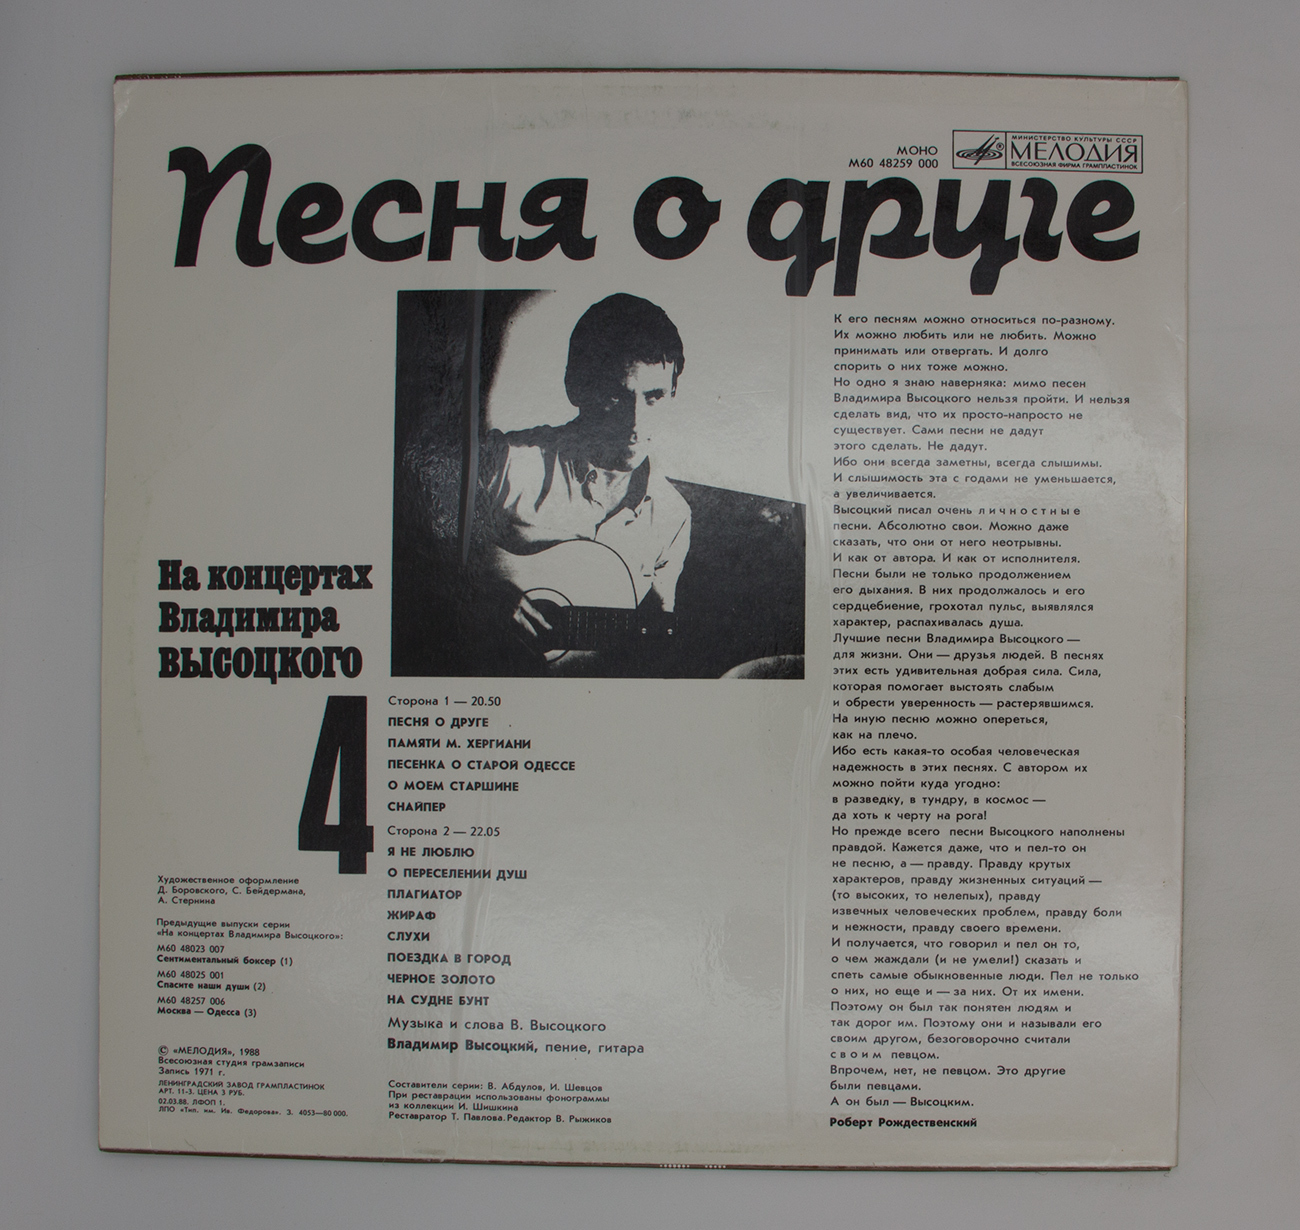 МОНО
М60 48259 000
МИНИСТЕРСТВО КУЛЬТУРЫ СССР
МЕЛОДИЯ
ВСЕСОЮЗНАЯ ФИРМА ГРАМПЛАСТИНОК
Песня о друге
На концертах
Владимира
ВЫСОЦКОГО
4
Художественное оформление
Д. Боровского, С. Бейдермана,
А. Стернина
Предыдущие выпуски серии
«На концертах Владимира Высоцкого»:
М60 48023 007
Сентиментальный боксер (1)
М60 48025 001
Спасите наши души (2)
М60 48257 006
Москва — Одесса (3)
© «МЕЛОДИЯ», 1988
Всесоюзная студия грамзаписи
Запись 1971 г.
ЛЕНИНГРАДСКИЙ ЗАВОД ГРАМПЛАСТИНОК
АРТ. 11-3. ЦЕНА 3 РУБ.
02.03.88. ЛФОП 1.
ЛПО «Тип. им. Ив. Федорова». З. 4053—80 000.
Сторона 1 — 20.50
ПЕСНЯ О ДРУГЕ
ПАМЯТИ М. ХЕРГИАНИ
ПЕСЕНКА О СТАРОЙ ОДЕССЕ
О МОЕМ СТАРШИНЕ
СНАЙПЕР
Сторона 2 — 22.05
Я НЕ ЛЮБЛЮ
О ПЕРЕСЕЛЕНИИ ДУШ
ПЛАГИАТОР
ЖИРАФ
СЛУХИ
ПОЕЗДКА В ГОРОД
ЧЕРНОЕ ЗОЛОТО
НА СУДНЕ БУНТ
Музыка и слова В. Высоцкого
Владимир Высоцкий, пение, гитара
Составители серии: В. Абдулов, И. Шевцов
При реставрации использованы фонограммы
из коллекции И. Шишкина
Реставратор Т. Павлова. Редактор В. Рыжиков
К его песням можно относиться по-разному.
Их можно любить или не любить. Можно
принимать или отвергать. И долго
спорить о них тоже можно.
Но одно я знаю наверняка: мимо песен
Владимира Высоцкого нельзя пройти. И нельзя
сделать вид, что их просто-напросто не
существует. Сами песни не дадут
этого сделать. Не дадут.
Ибо они всегда заметны, всегда слышимы.
И слышимость эта с годами не уменьшается,
а увеличивается.
Высоцкий писал очень личностные
песни. Абсолютно свои. Можно даже
сказать, что они от него неотрывны.
И как от автора. И как от исполнителя.
Песни были не только продолжением
его дыхания. В них продолжалось и его
сердцебиение, грохотал пульс, выявлялся
характер, распахивалась душа.
Лучшие песни Владимира Высоцкого —
для жизни. Они — друзья людей. В песнях
этих есть удивительная добрая сила. Сила,
которая помогает выстоять слабым
и обрести уверенность — растерявшимся.
На иную песню можно опереться,
как на плечо.
Ибо есть какая-то особая человеческая
надежность в этих песнях. С автором их
можно пойти куда угодно:
в разведку, в тундру, в космос —
да хоть к черту на рога!
Но прежде всего песни Высоцкого наполнены
правдой. Кажется даже, что и пел-то он
не песню, а — правду. Правду крутых
характеров, правду жизненных ситуаций —
(то высоких, то нелепых), правду
извечных человеческих проблем, правду боли
и нежности, правду своего времени.
И получается, что говорил и пел он то,
о чем жаждали (и не умели!) сказать и
спеть самые обыкновенные люди. Пел не только
о них, но еще и — за них. От их имени.
Поэтому он был так понятен людям и
так дорог им. Поэтому они и называли его
своим другом, безоговорочно считали
своим певцом.
Впрочем, нет, не певцом. Это другие
были певцами.
А он был — Высоцким.
Роберт Рождественский